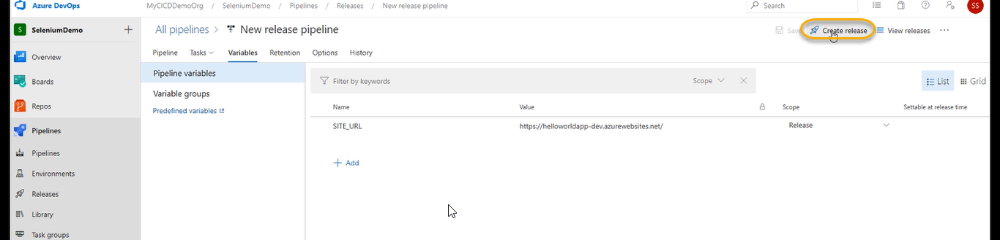 Azure DevOps MyCICDDemoOrg / SeleniumDemo / Pipelines / Releases / New release pipeline Search SS
S SeleniumDemo + All pipelines > New release pipeline Save Create release View releases ...
Overview
Boards
Repos
Pipelines
Pipelines
Environments
Releases
Library
Task groups
Pipeline Tasks Variables Retention Options History
Pipeline variables
Variable groups
Predefined variables
Filter by keywords Scope List Grid
Name Value Scope Settable at release time
SITE_URL https://helloworldapp-dev.azurewebsites.net/ Release
+ Add